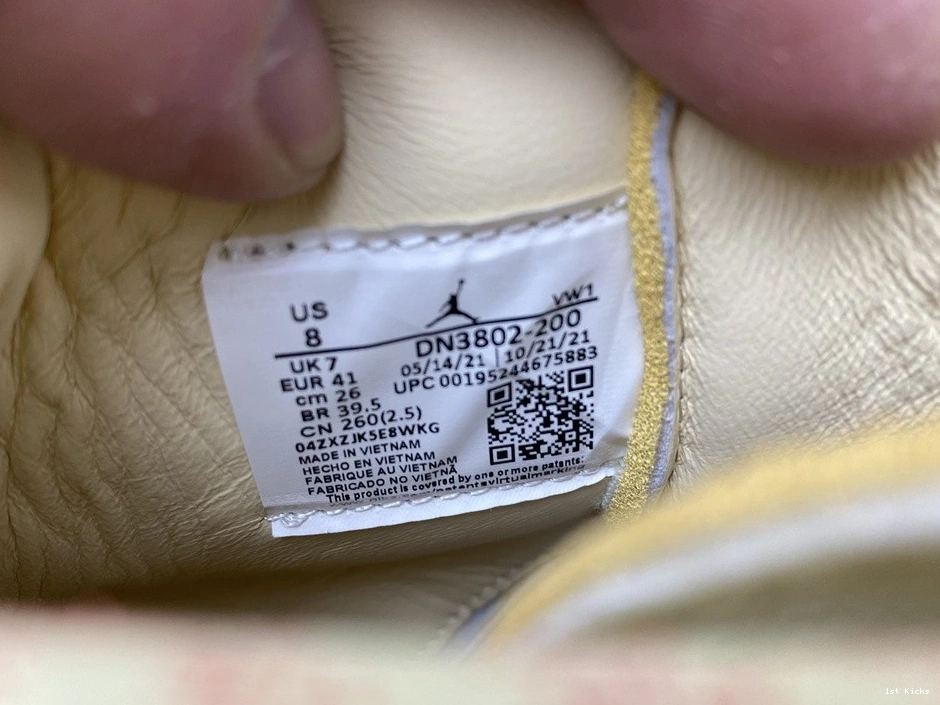 US
8
VW1
DN3802-200
05/14/21 | 10/21/21
UPC 00195244675883
UK 7
EUR 41
cm 26
BR 39.5
CN 260(2.5)
04ZXZJK5E8WKG
MADE IN VIETNAM
HECHO EN VIETNAM
FABRIQUE AU VIETNAM
FABRICADO NO VIETNÃ
This product is covered by one or more patents:
1st Kicks